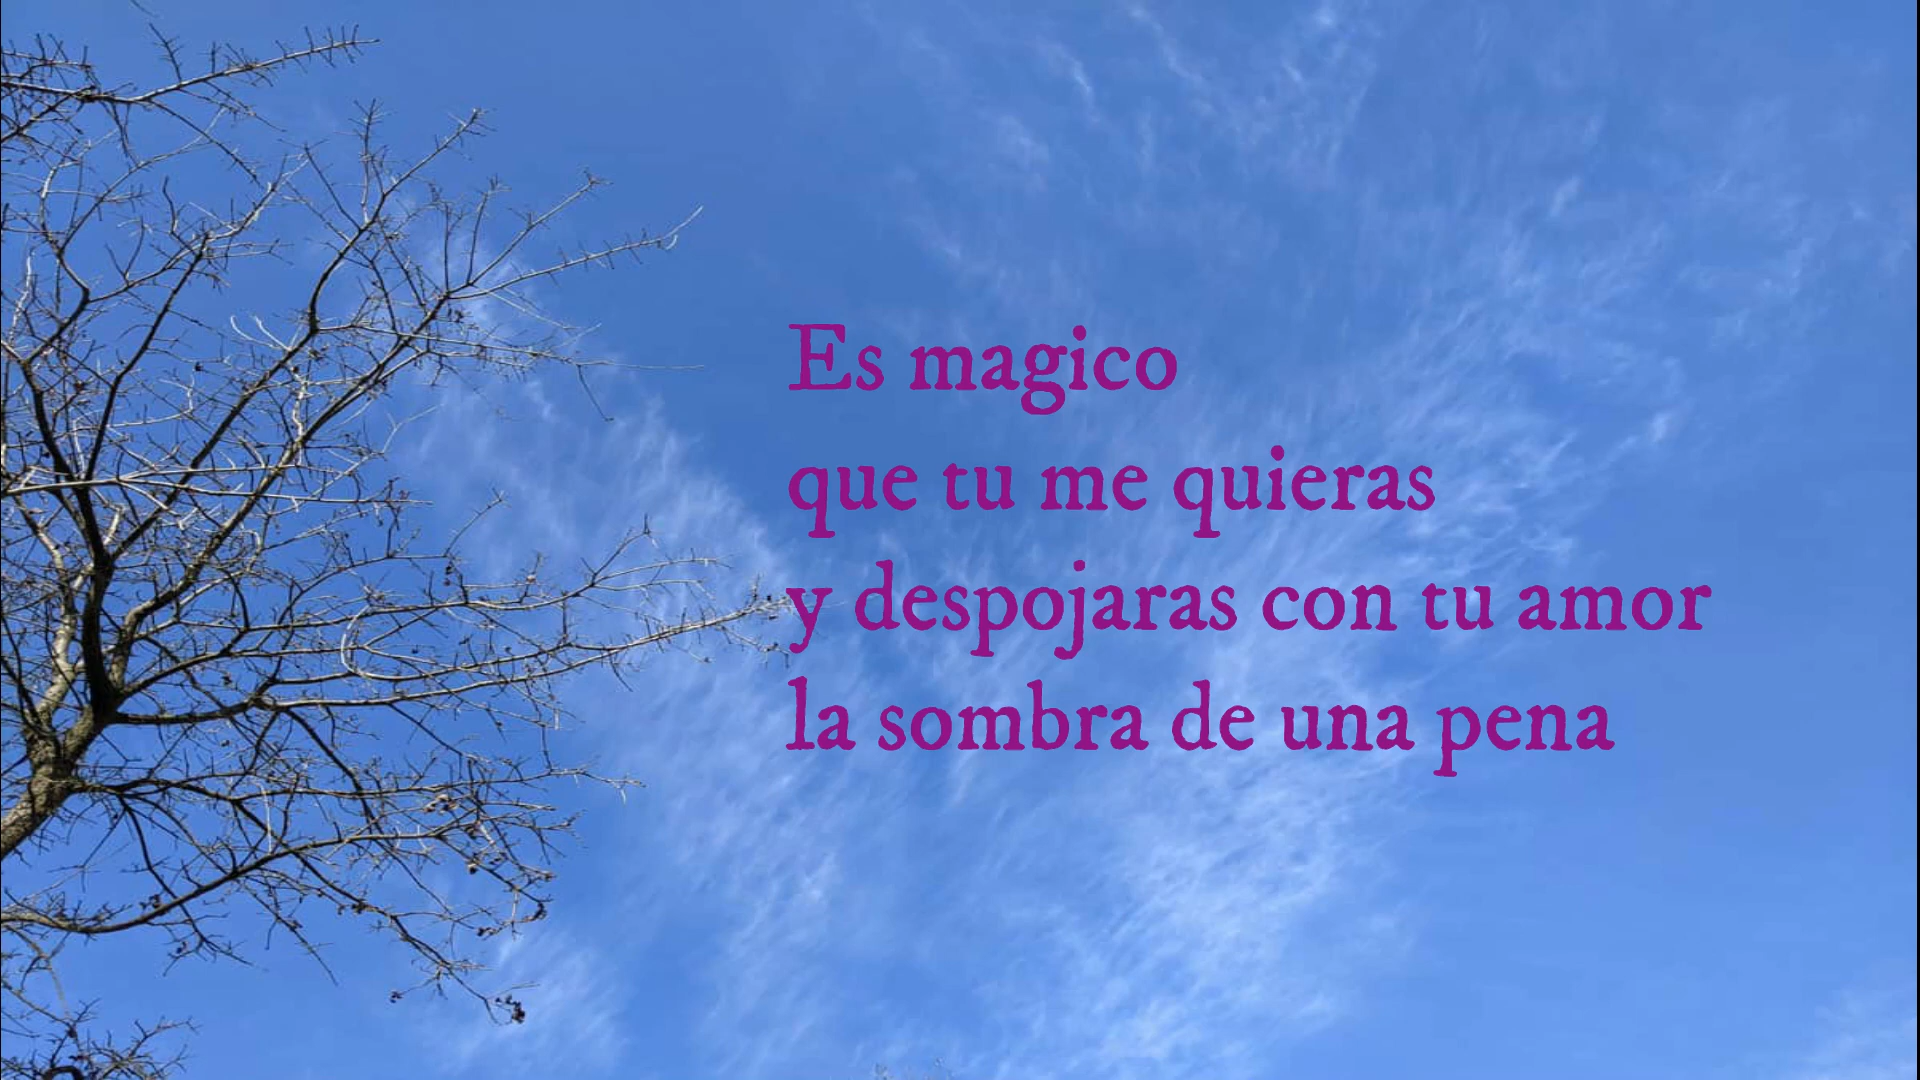 Es magico
que tu me quieras
y despojaras con tu amor
la sombra de una pena